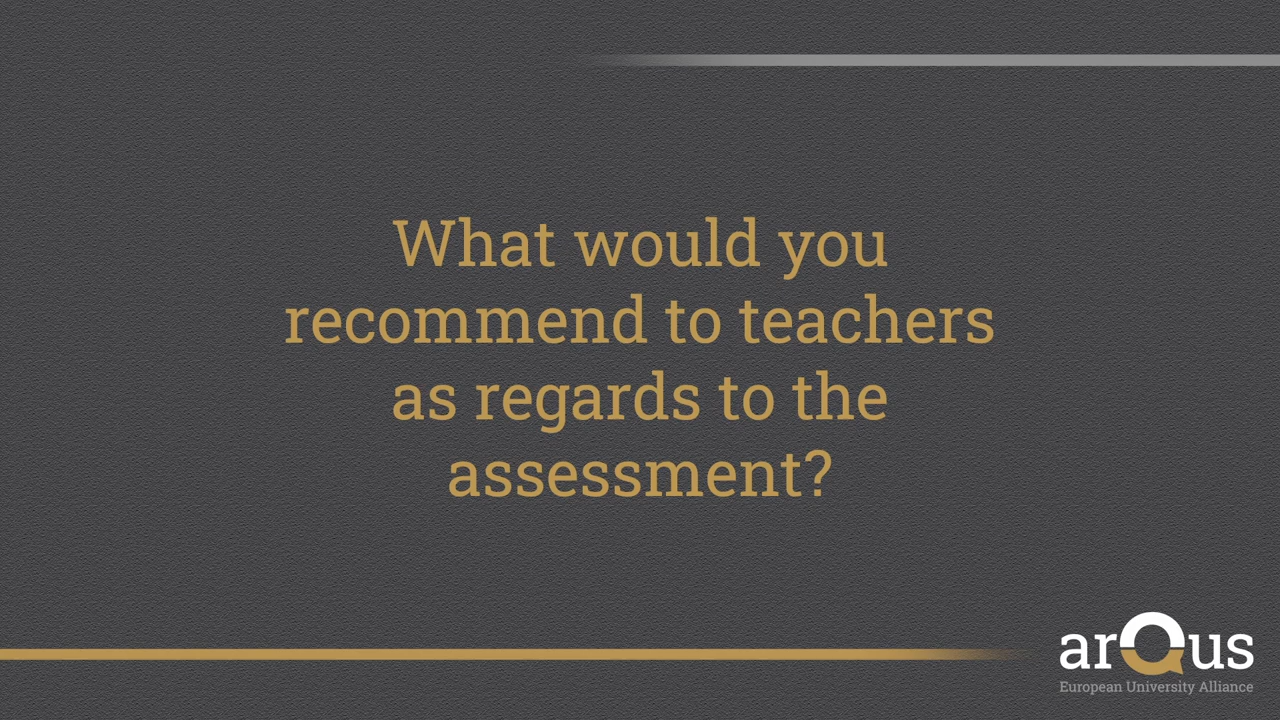 What would you
recommend to teachers
as regards to the
assessment?
arQus
European University Alliance